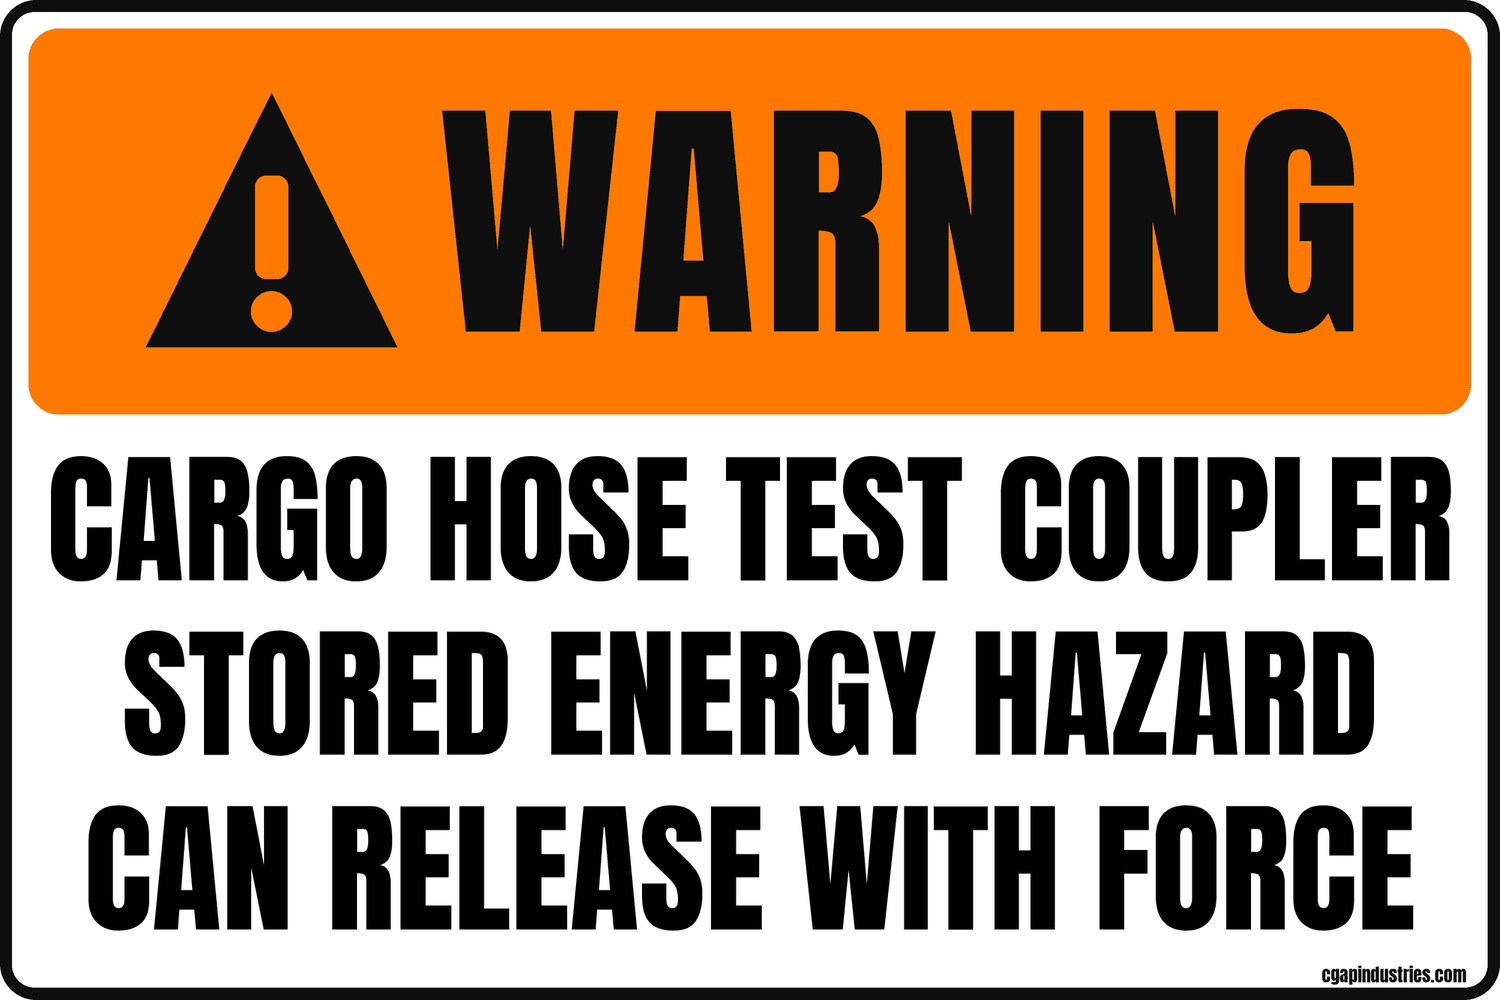 WARNING
CARGO HOSE TEST COUPLER
STORED ENERGY HAZARD
CAN RELEASE WITH FORCE
cgapindustries.com